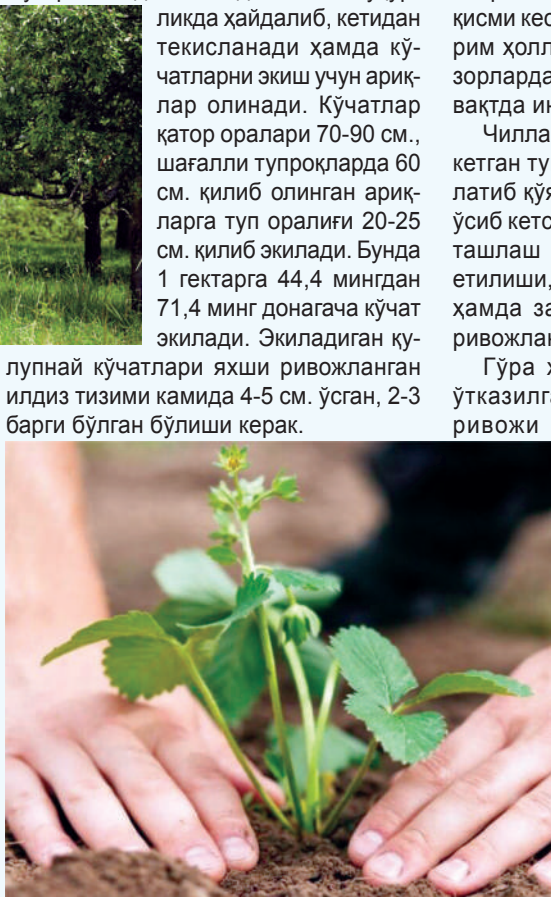 ликда ҳайдалиб, кетидан
текисланади ҳамда кў-
чатларни экиш учун ариқ-
лар олинади. Кўчатлар
қатор оралари 70-90 см.,
шағалли тупроқларда 60
см. қилиб олинган ариқ-
ларга туп оралиғи 20-25
см. қилиб экилади. Бунда
1 гектарга 44,4 мингдан
71,4 минг донагача кўчат
экилади. Экиладиган қу-
лупнай кўчатлари яхши ривожланган
илдиз тизими камида 4-5 см. ўсган, 2-3
барги бўлган бўлиши керак.
қисми кес
рим ҳолл
зорларда
вақтда ин
Чилла
кетган ту
латиб қўя
ўсиб кетс
ташлаш
етилиши,
ҳамда за
ривожлан
Гўра х
ўтказилга
ривожи